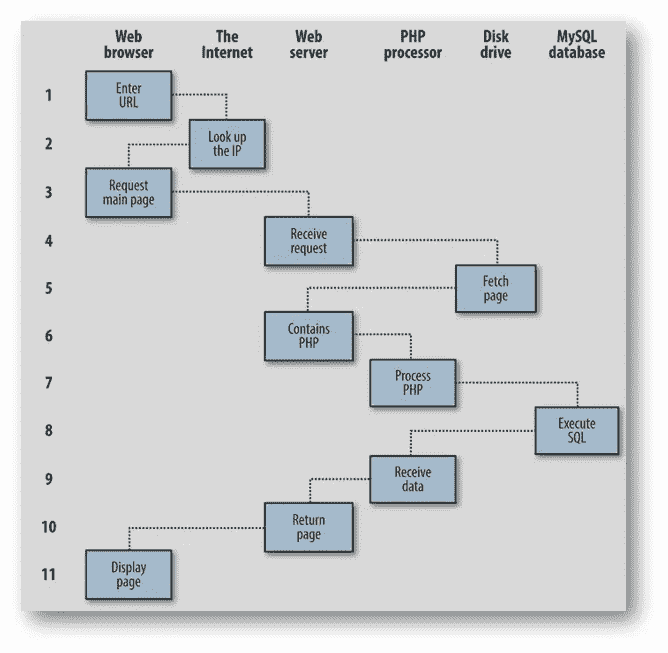 Web browser
The Internet
Web server
PHP processor
Disk drive
MySQL database
1
Enter
URL
2
Look up
the IP
3
Request
main page
4
Receive
request
5
Fetch
page
6
Contains
PHP
7
Process
PHP
8
Execute
SQL
9
Receive
data
10
Return
page
11
Display
page